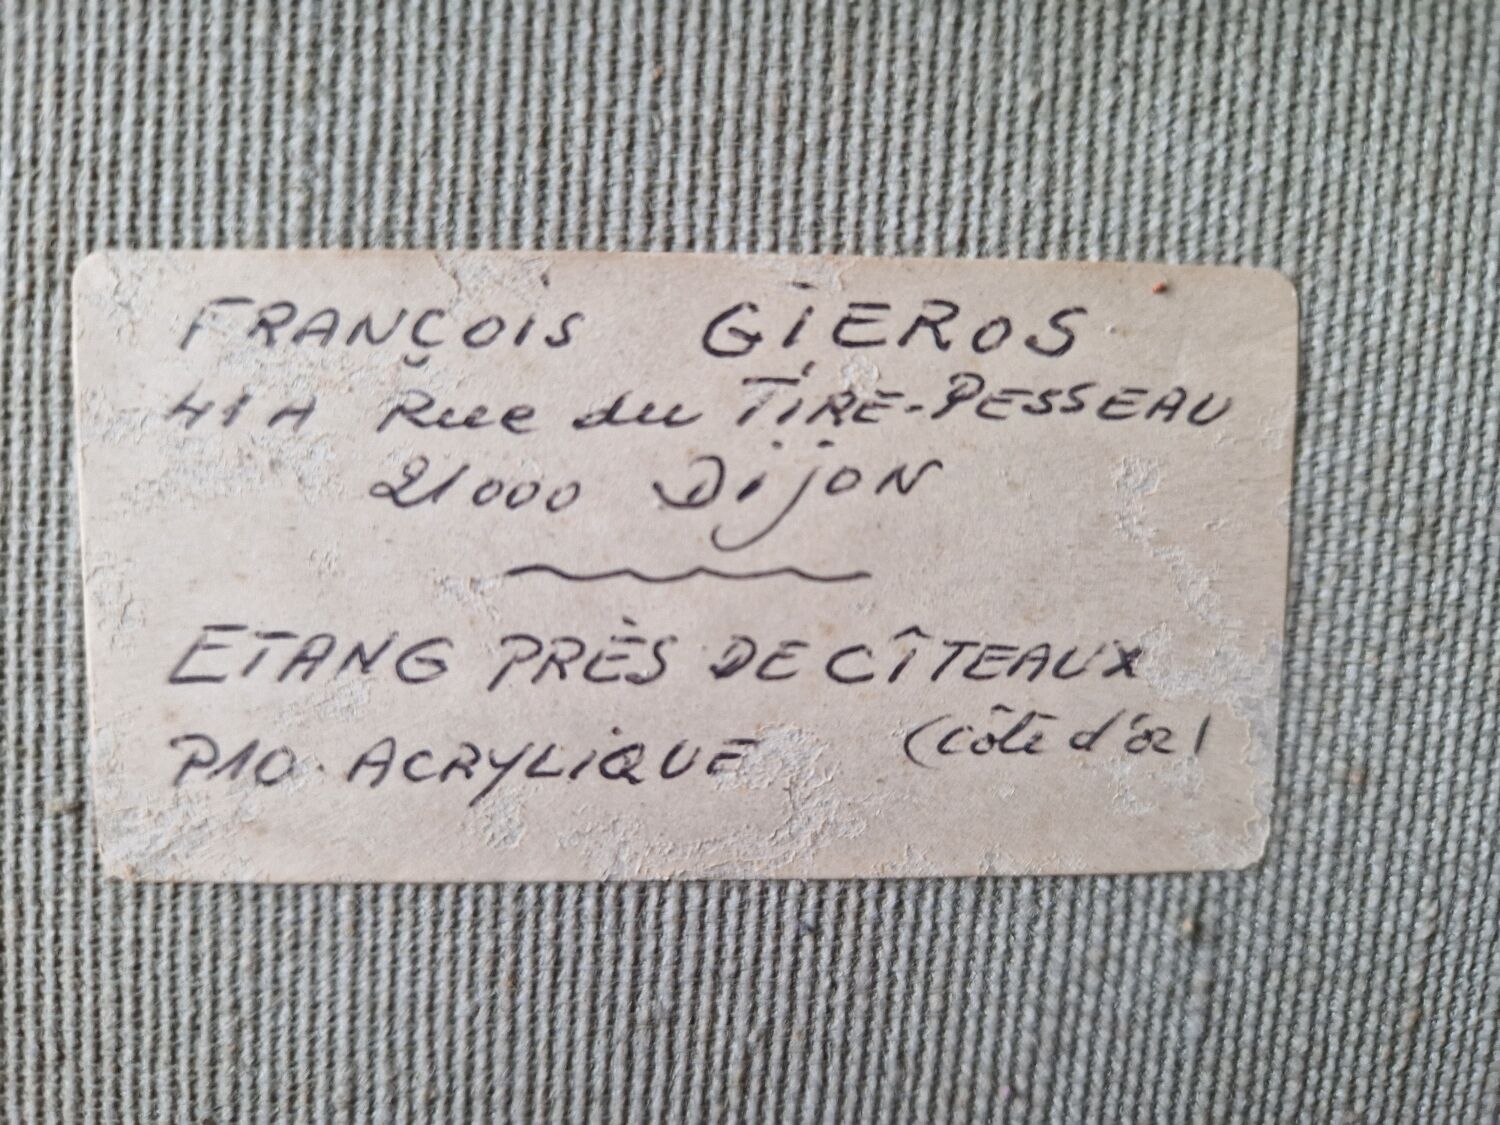 FRANÇOIS GIEROS
41A Rue du TIRE-PESSEAU
21000 DIJON
ETANG PRÈS DE CÎTEAUX
P10 ACRYLIQUE (Côte d'or)